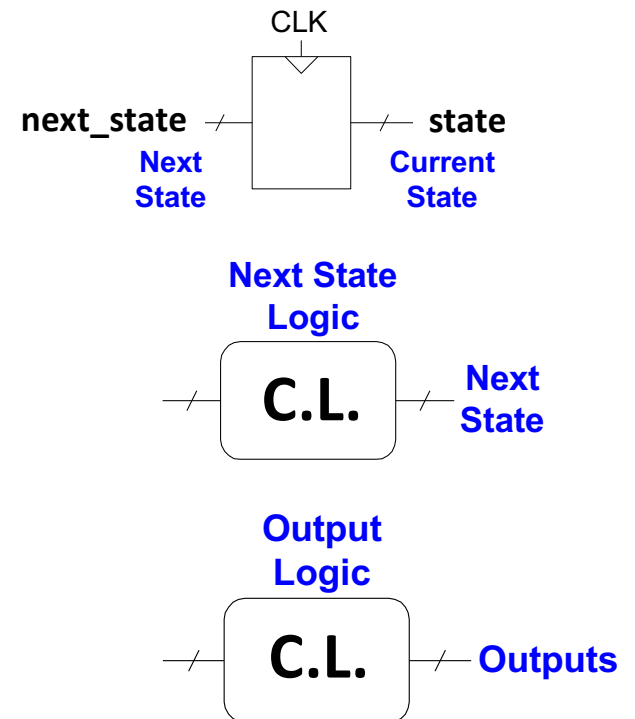 CLK
next_state
state
Next
State
Current
State
Next State
Logic
C.L.
Next
State
Output
Logic
C.L.
Outputs